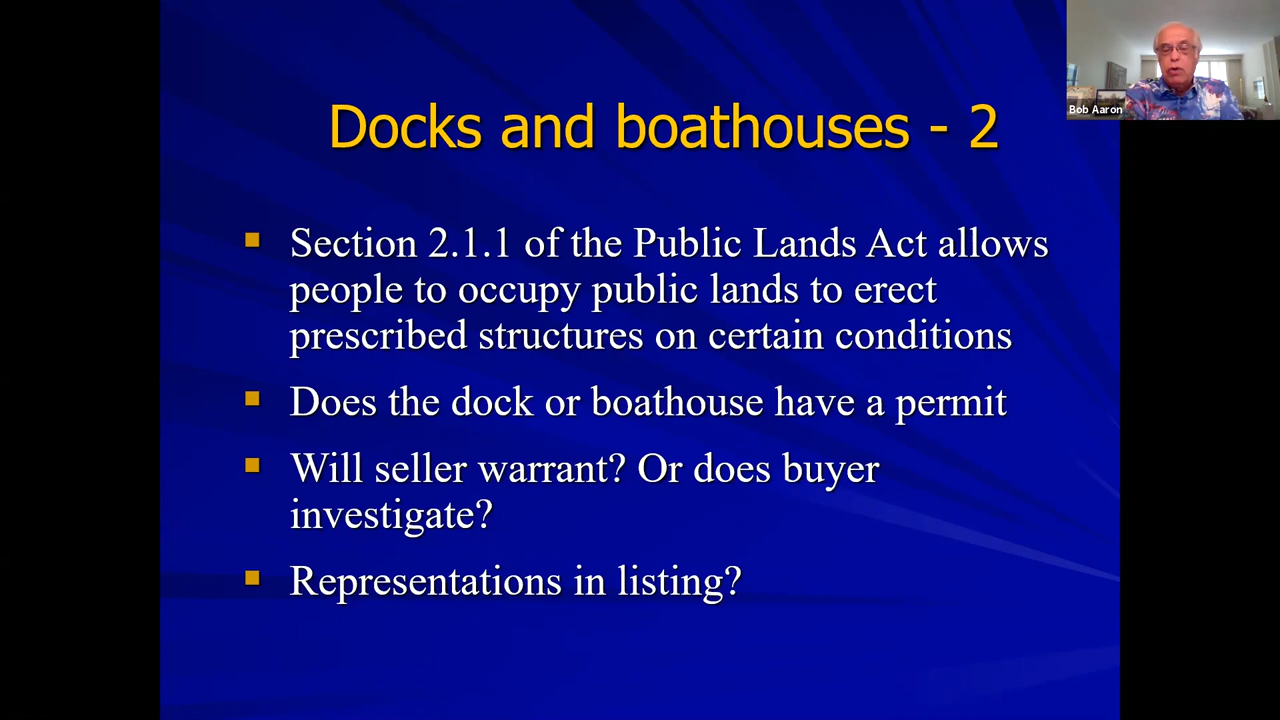 Docks and boathouses - 2
Section 2.1.1 of the Public Lands Act allows
people to occupy public lands to erect
prescribed structures on certain conditions
Does the dock or boathouse have a permit
Will seller warrant? Or does buyer
investigate?
Representations in listing?
Bob Aaron